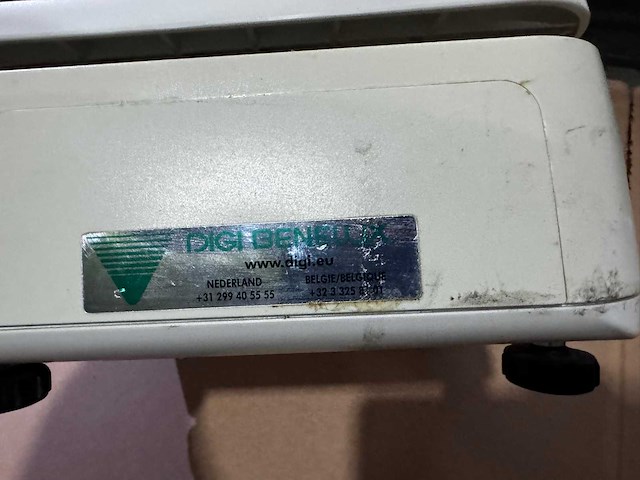 DIGI BENELUX
www.digi.eu
NEDERLAND BELGIE/BELGIQUE
+31 299 40 55 55 +32 3 325